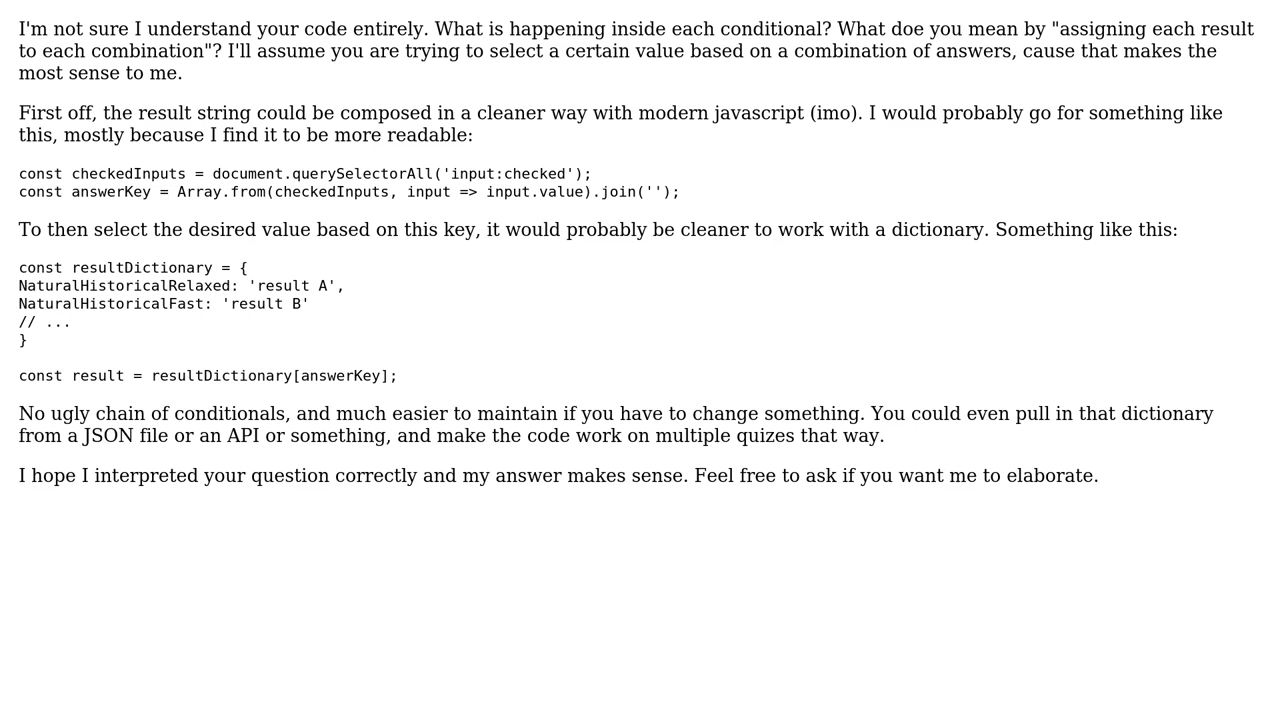 I'm not sure I understand your code entirely. What is happening inside each conditional? What doe you mean by "assigning each result
to each combination"? I'll assume you are trying to select a certain value based on a combination of answers, cause that makes the
most sense to me.
First off, the result string could be composed in a cleaner way with modern javascript (imo). I would probably go for something like
this, mostly because I find it to be more readable:
const checkedInputs = document.querySelectorAll('input:checked');
const answerKey = Array.from(checkedInputs, input => input.value).join('');
To then select the desired value based on this key, it would probably be cleaner to work with a dictionary. Something like this:
const resultDictionary = {
NaturalHistoricalRelaxed: 'result A',
NaturalHistoricalFast: 'result B'
// ...
}
const result = resultDictionary[answerKey];
No ugly chain of conditionals, and much easier to maintain if you have to change something. You could even pull in that dictionary
from a JSON file or an API or something, and make the code work on multiple quizes that way.
I hope I interpreted your question correctly and my answer makes sense. Feel free to ask if you want me to elaborate.